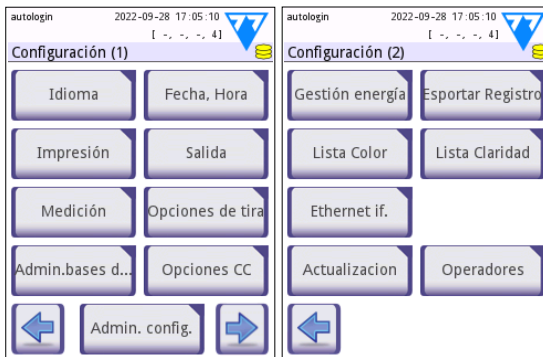 autologin 2022-09-28 17:05:10
[ -, -, -, 4]
Configuración (1)
Idioma Fecha, Hora
Impresión Salida
Medición Opciones de tira
Admin.bases d... Opciones CC
Admin. config.
autologin 2022-09-28 17:05:10
[ -, -, -, 4]
Configuración (2)
Gestión energía Esportar Registro
Lista Color Lista Claridad
Ethernet if.
Actualizacion Operadores